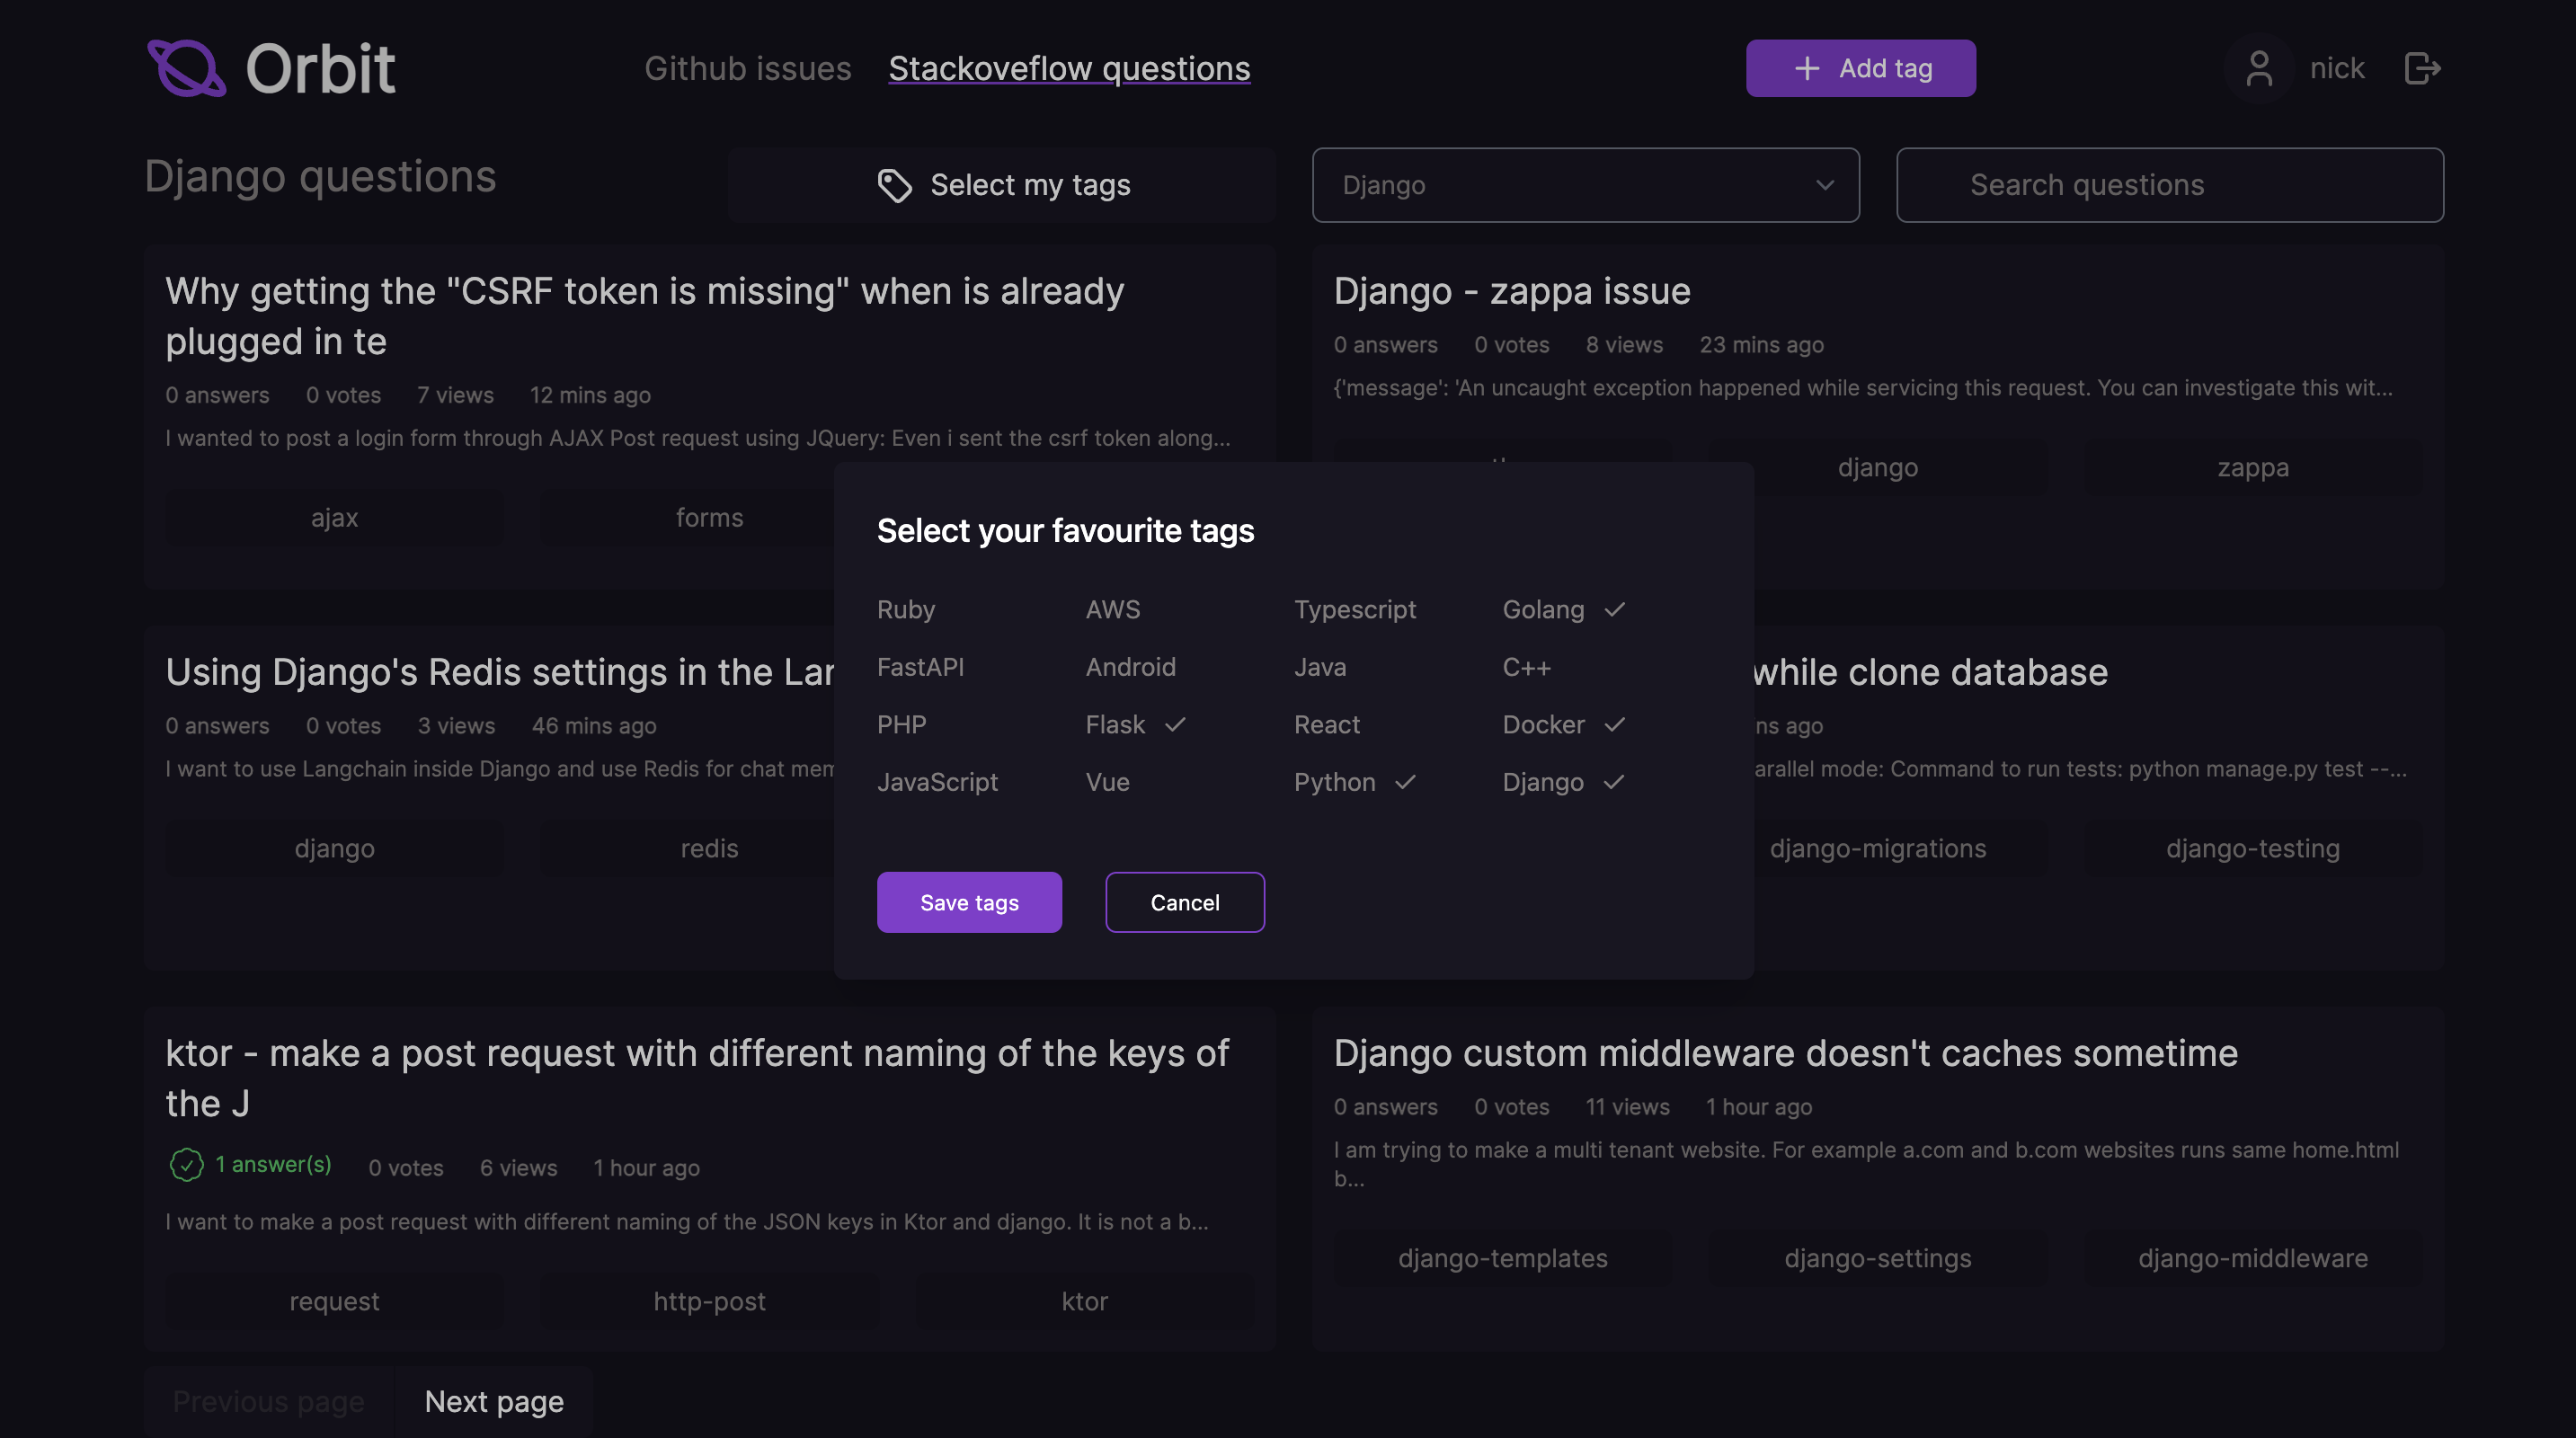 Orbit
Github issues
Stackoveflow questions
Add tag
nick
Django questions
Select my tags
Django
Search questions
Why getting the "CSRF token is missing" when is already
plugged in te
0 answers 0 votes 7 views 12 mins ago
I wanted to post a login form through AJAX Post request using JQuery: Even i sent the csrf token along...
ajax
forms
Django - zappa issue
0 answers 0 votes 8 views 23 mins ago
{'message': 'An uncaught exception happened while servicing this request. You can investigate this wit...
django
zappa
Select your favourite tags
Ruby AWS Typescript Golang
FastAPI Android Java C++
PHP Flask React Docker
JavaScript Vue Python Django
Save tags
Cancel
Using Django's Redis settings in the Lan
0 answers 0 votes 3 views 46 mins ago
I want to use Langchain inside Django and use Redis for chat mem
django
redis
while clone database
ns ago
arallel mode: Command to run tests: python manage.py test --...
django-migrations
django-testing
ktor - make a post request with different naming of the keys of
the J
1 answer(s) 0 votes 6 views 1 hour ago
I want to make a post request with different naming of the JSON keys in Ktor and django. It is not a b...
request
http-post
ktor
Django custom middleware doesn't caches sometime
0 answers 0 votes 11 views 1 hour ago
I am trying to make a multi tenant website. For example a.com and b.com websites runs same home.html
b...
django-templates
django-settings
django-middleware
Previous page
Next page